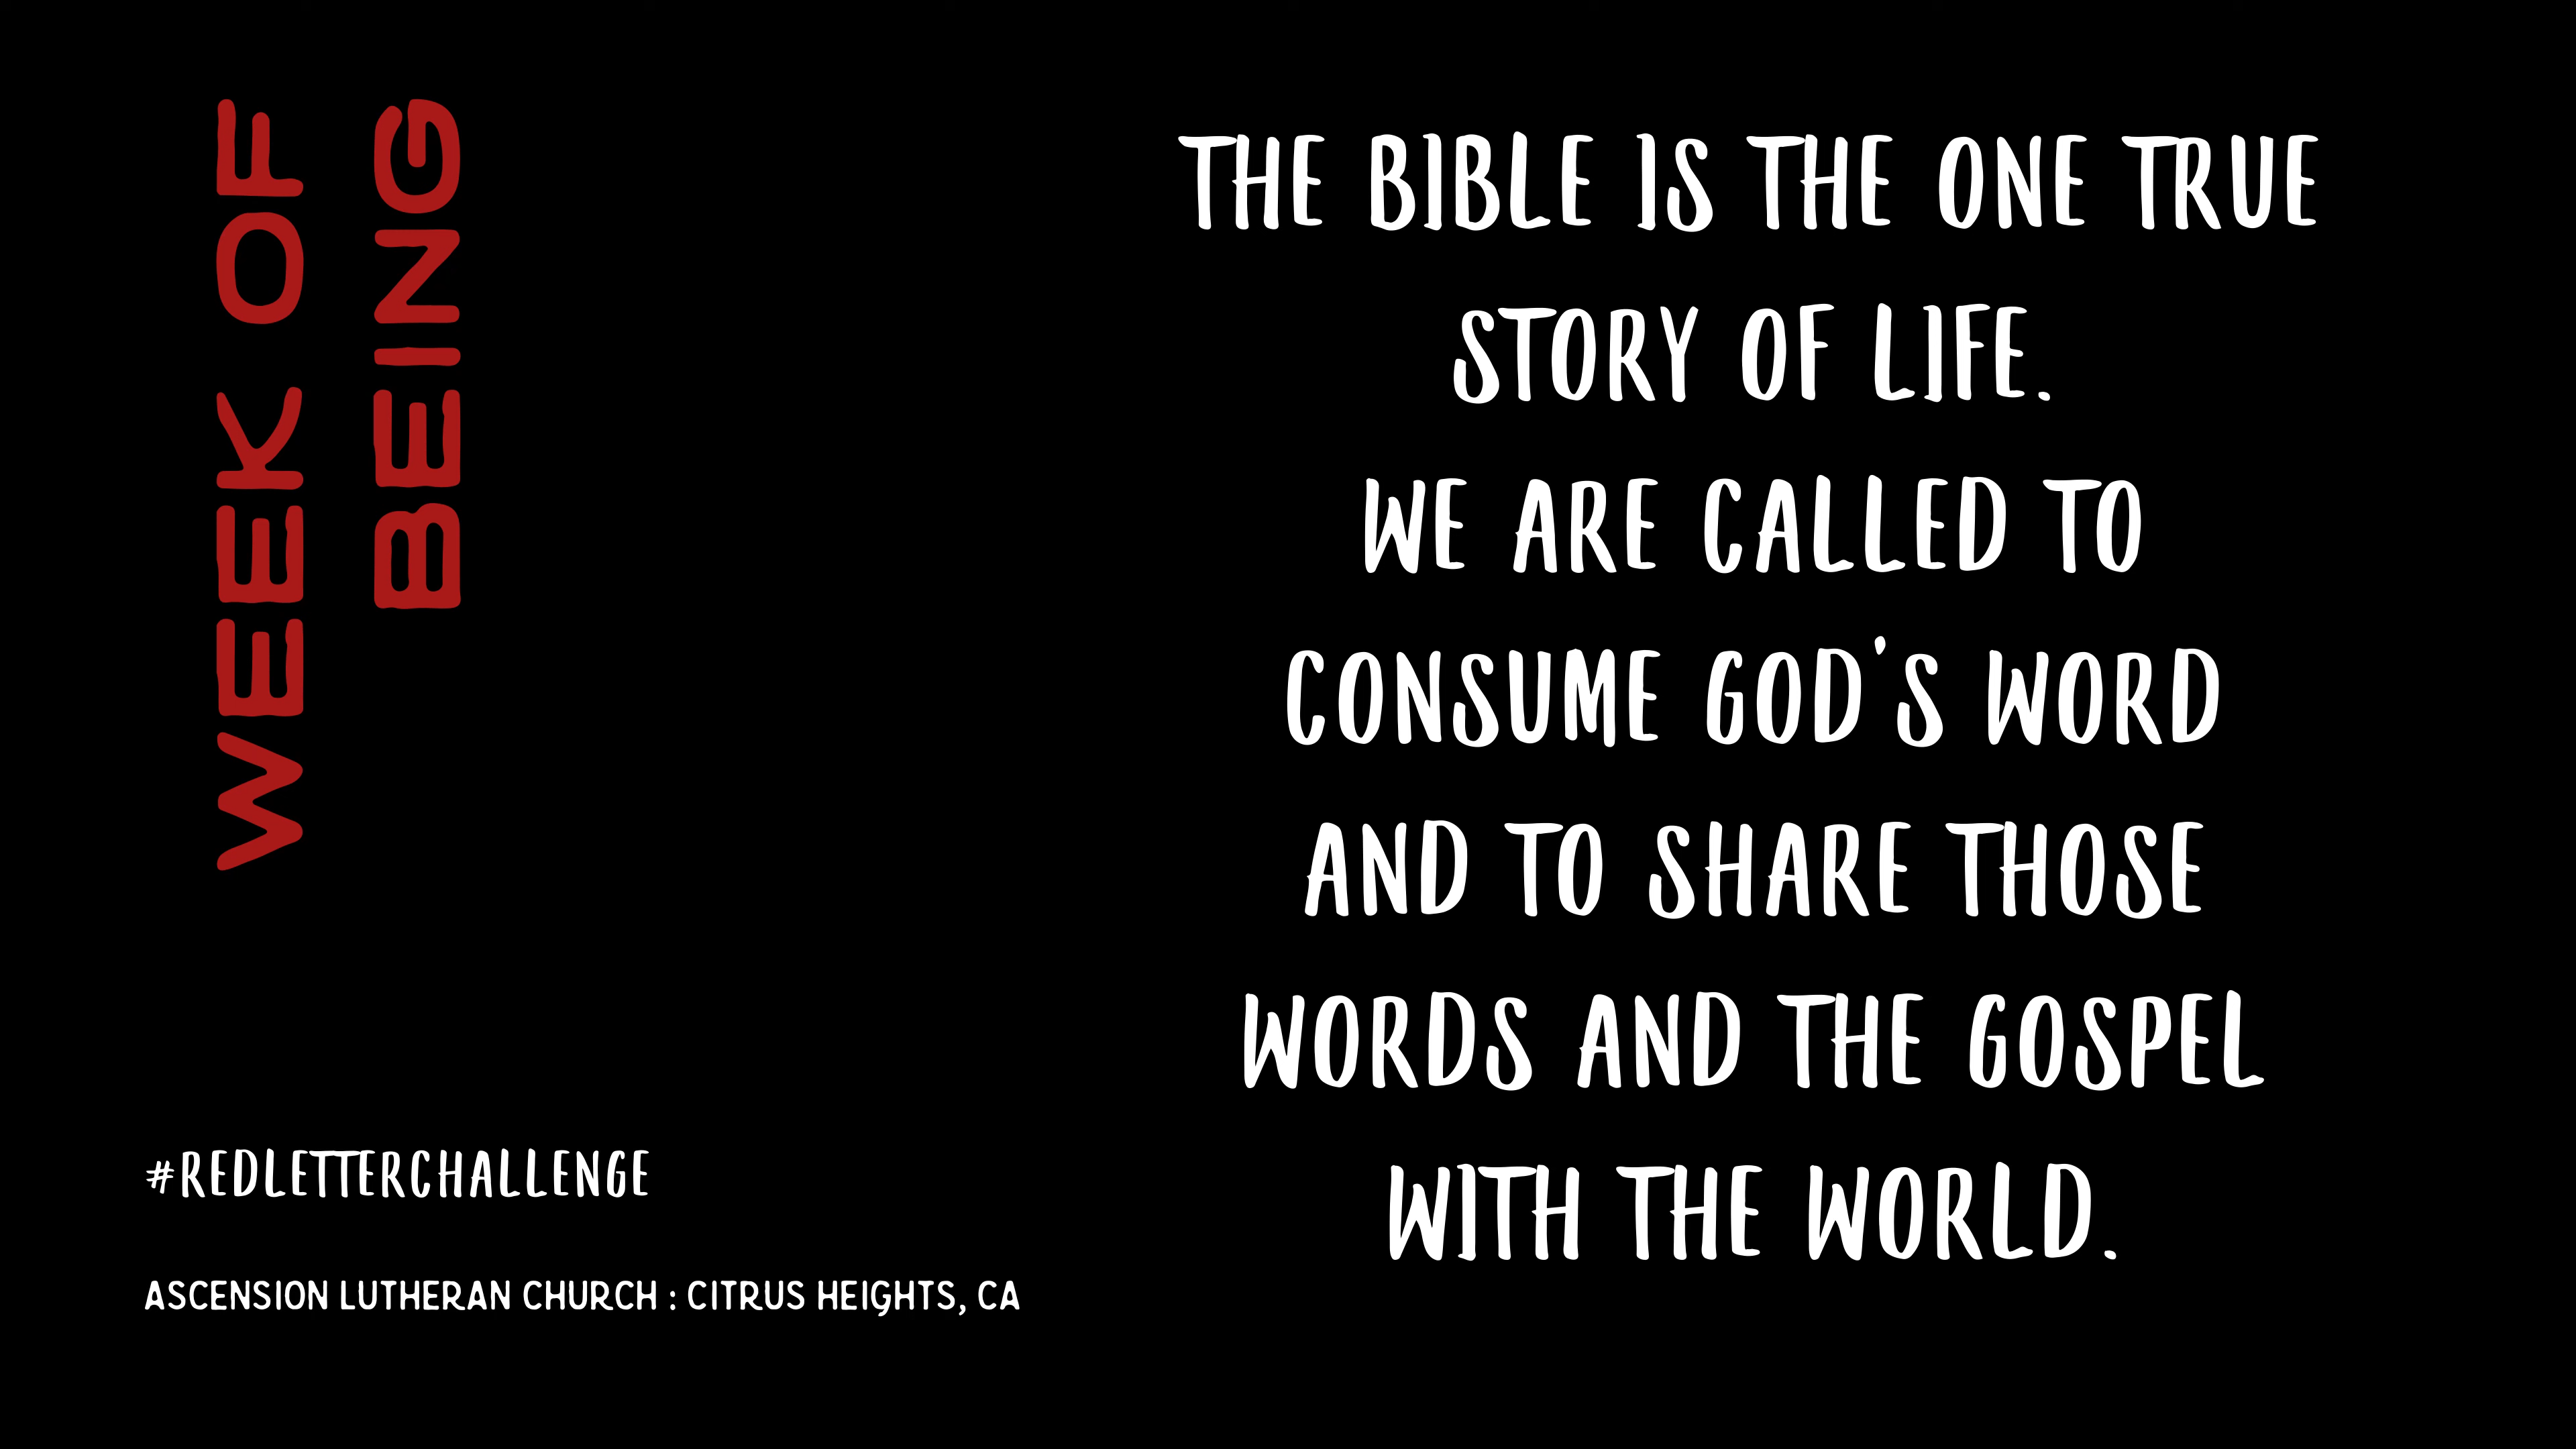 WEEK OF
BEING
THE BIBLE IS THE ONE TRUE
STORY OF LIFE.
WE ARE CALLED TO
CONSUME GOD'S WORD
AND TO SHARE THOSE
WORDS AND THE GOSPEL
WITH THE WORLD.
#REDLETTERCHALLENGE
ASCENSION LUTHERAN CHURCH : CITRUS HEIGHTS, CA